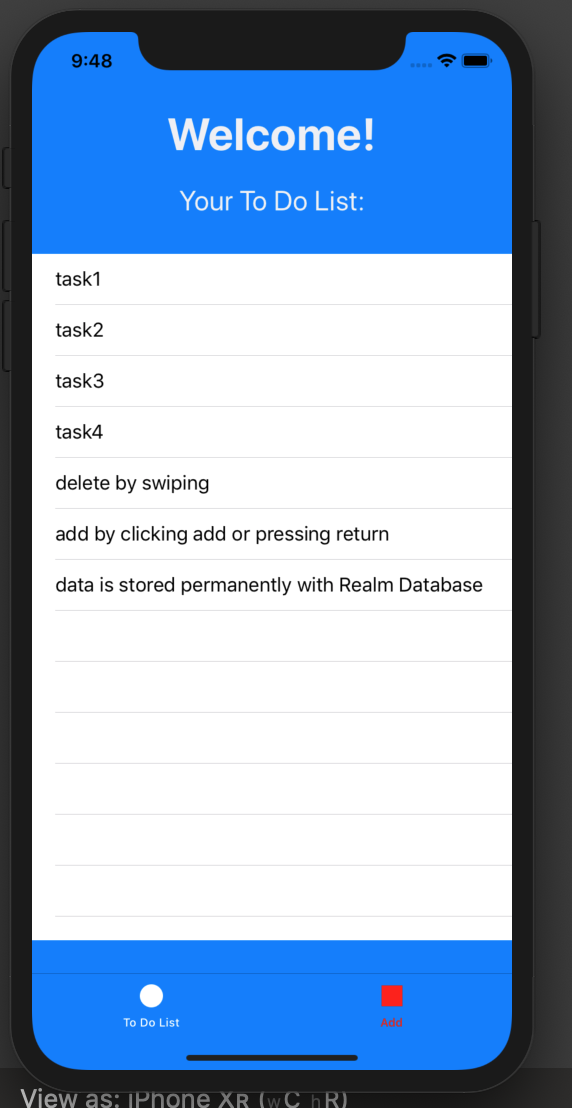 9:48
Welcome!
Your To Do List:
task1
task2
task3
task4
delete by swiping
add by clicking add or pressing return
data is stored permanently with Realm Database
To Do List
Add
View as: iPhone XR (wC hR)